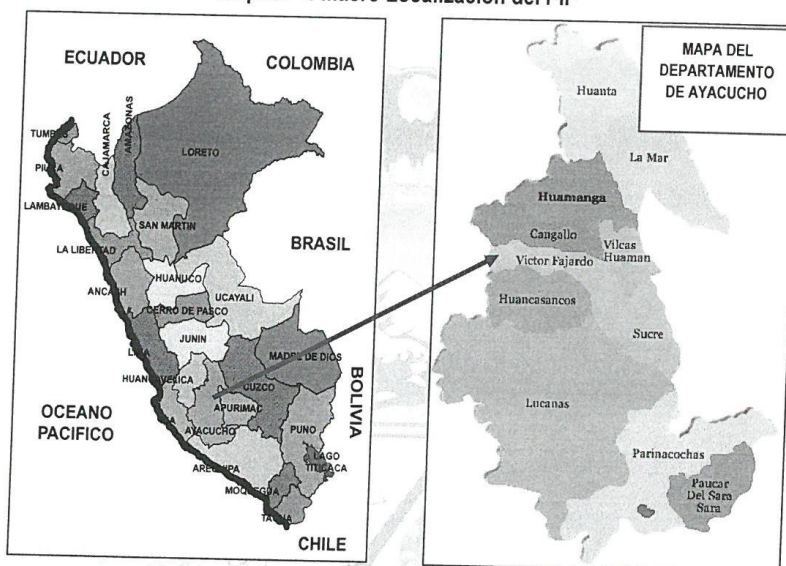 Macro Localización del PIP
ECUADOR
COLOMBIA
TUMBES
PIURA
CAJAMARCA
AMAZONAS
LORETO
LAMBAYEQUE
SAN MARTIN
LA LIBERTAD
BRASIL
HUANUCO
ANCASH
UCAYALI
CERRO DE PASCO
JUNIN
LIMA
MADRE DE DIOS
HUANCAVELICA
CUZCO
BOLIVIA
OCEANO
PACIFICO
APURIMAC
AYACUCHO
PUNO
LAGO
TITICACA
AREQUIPA
MOQUEGUA
TACNA
CHILE
MAPA DEL
DEPARTAMENTO
DE AYACUCHO
Huanta
La Mar
Huamanga
Cangallo
Vilcas
Huaman
Victor Fajardo
Huancasancos
Sucre
Lucanas
Parinacochas
Paucar
Del Sara
Sara